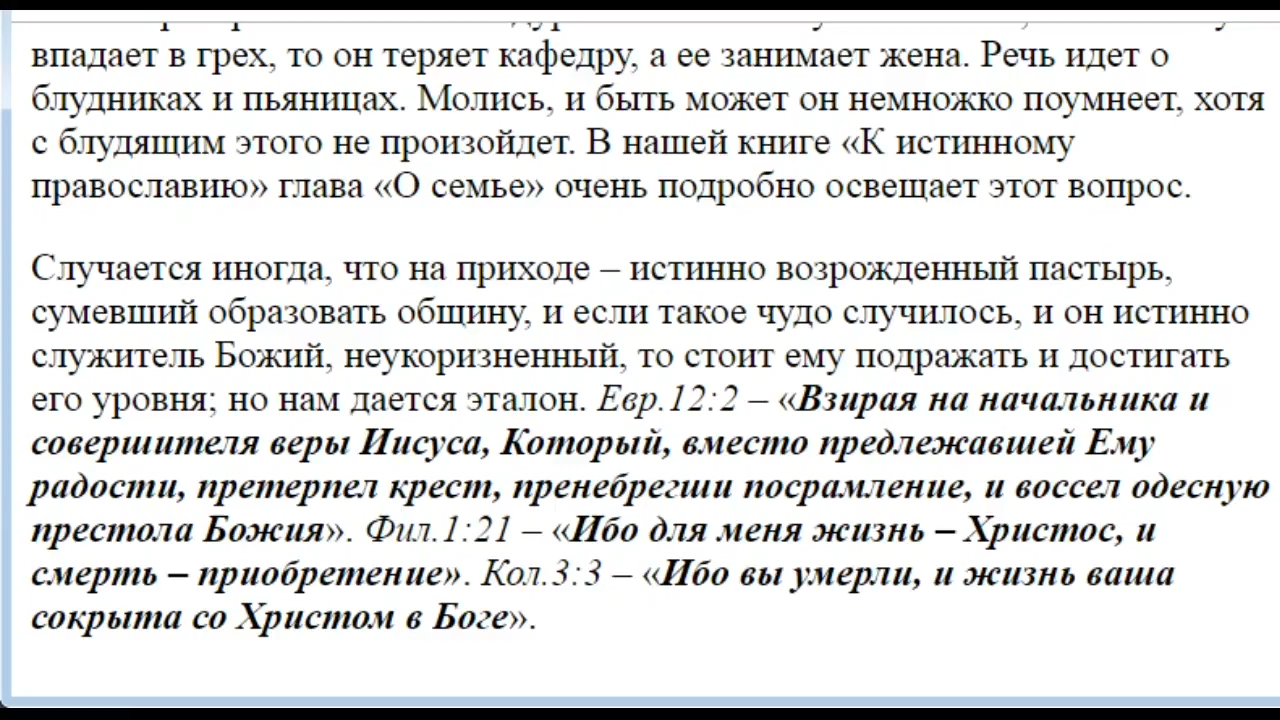 впадает в грех, то он теряет кафедру, а ее занимает жена. Речь идет о
блудниках и пьяницах. Молись, и быть может он немножко поумнеет, хотя
с блудящим этого не произойдет. В нашей книге «К истинному
православию» глава «О семье» очень подробно освещает этот вопрос.
Случается иногда, что на приходе – истинно возрожденный пастырь,
сумевший образовать общину, и если такое чудо случилось, и он истинно
служитель Божий, неукоризненный, то стоит ему подражать и достигать
его уровня; но нам дается эталон. Евр.12:2 – «Взирая на начальника и
совершителя веры Иисуса, Который, вместо предлежавшей Ему
радости, претерпел крест, пренебрегши посрамление, и воссел одесную
престола Божия». Фил.1:21 – «Ибо для меня жизнь – Христос, и
смерть – приобретение». Кол.3:3 – «Ибо вы умерли, и жизнь ваша
сокрыта со Христом в Боге».